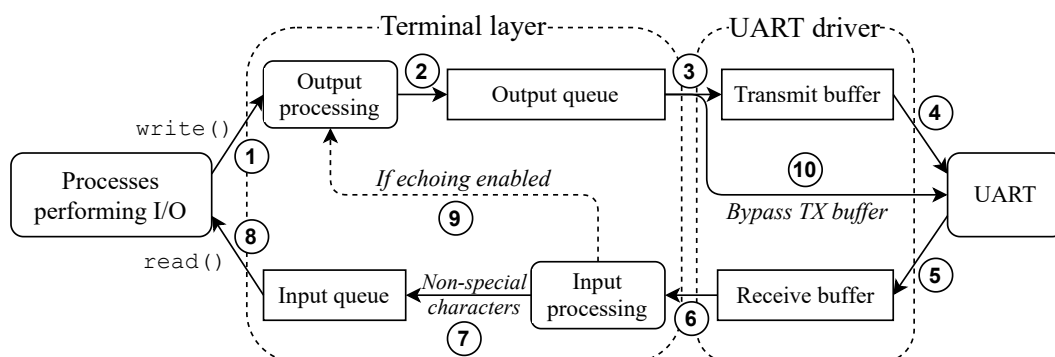 Terminal layer
UART driver
Output
processing
2
Output queue
3
Transmit buffer
4
write()
1
Processes
performing I/O
If echoing enabled
9
10
Bypass TX buffer
UART
8
read()
Input queue
Non-special
characters
7
Input
processing
6
Receive buffer
5